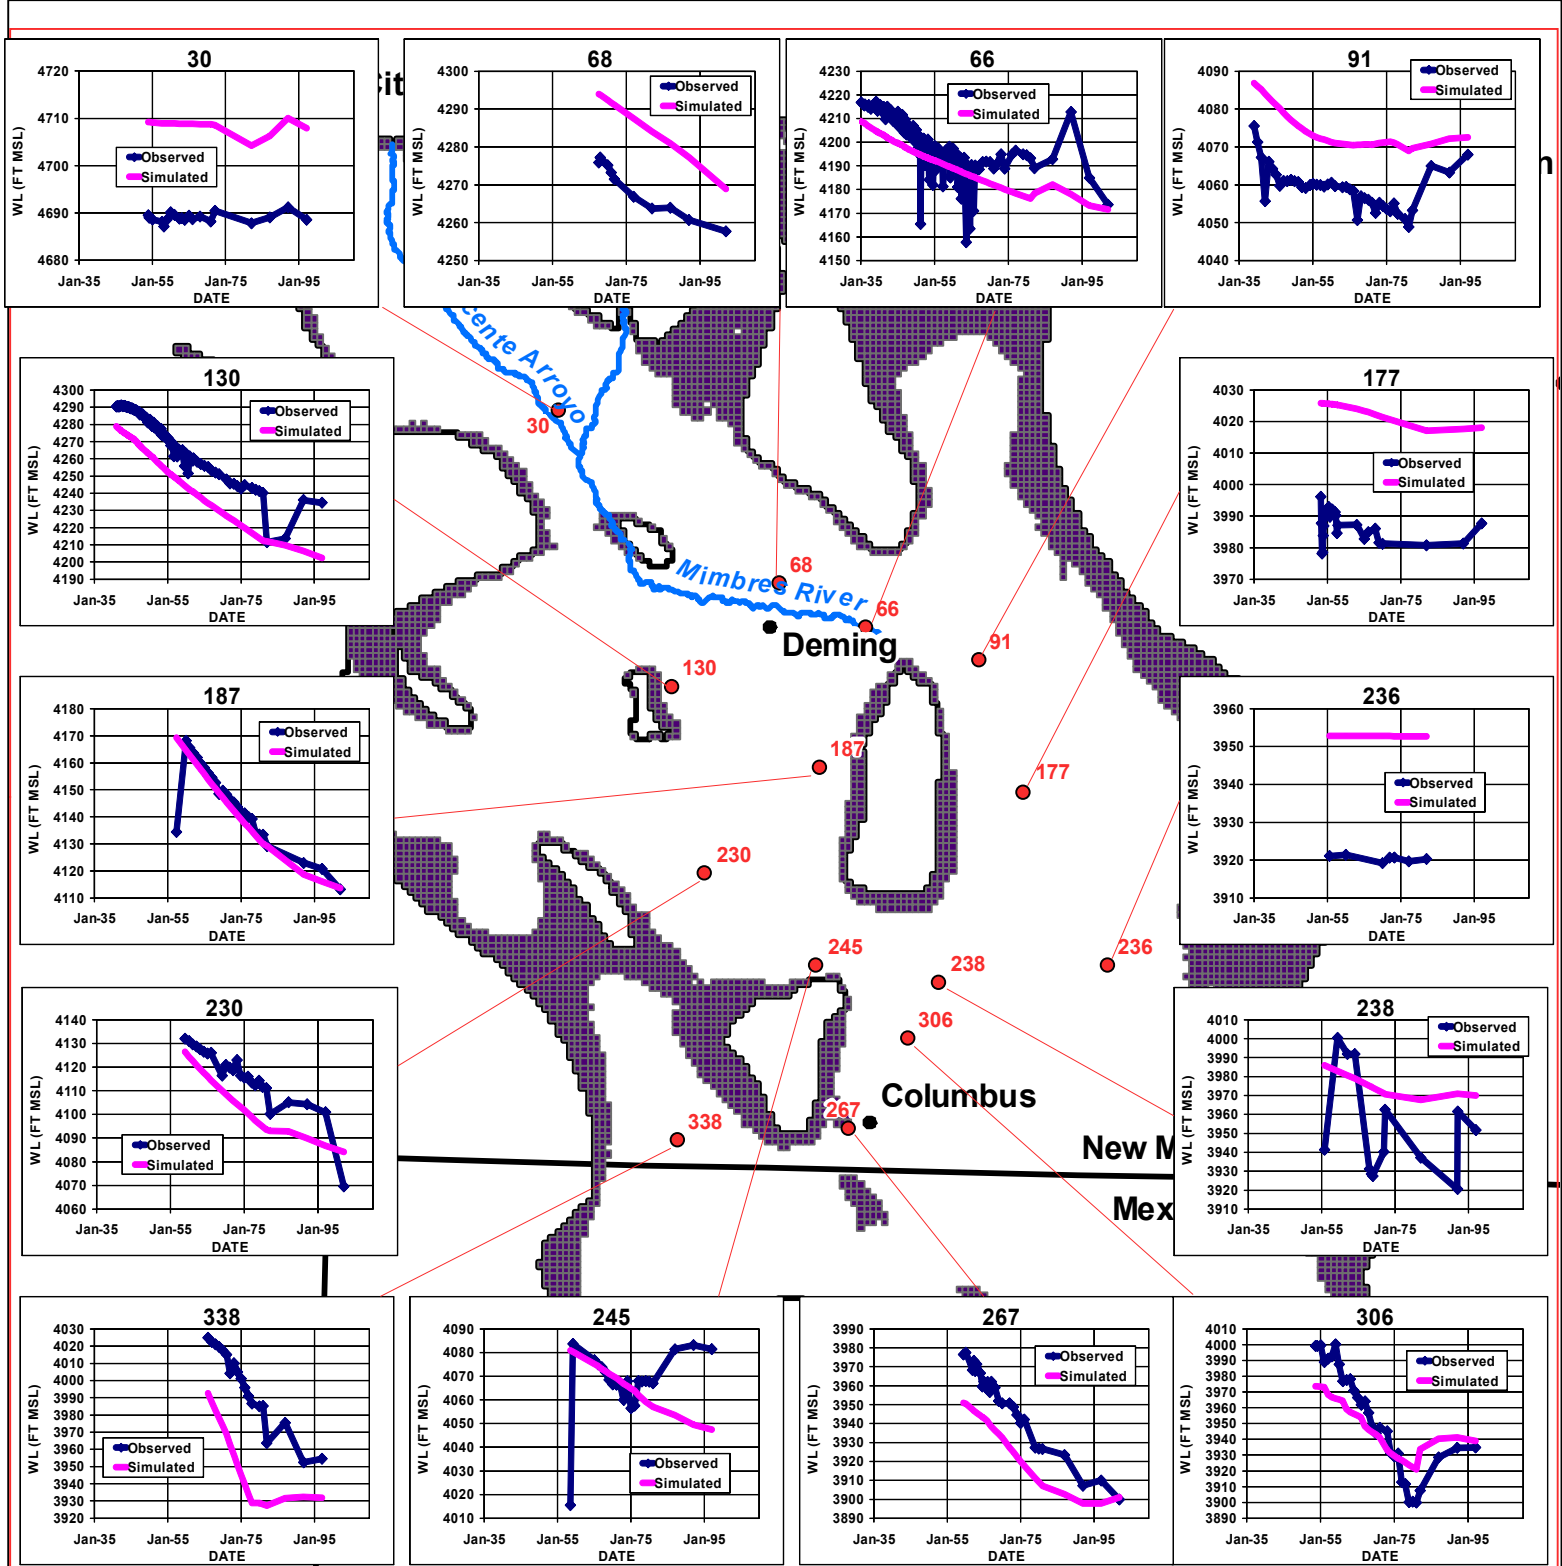 30
4720
4710
4700
4690
4680
WL (FT MSL)
Observed
Simulated
Jan-35 Jan-55 Jan-75 Jan-95
DATE
Cit
68
4300
4290
4280
4270
4260
4250
WL (FT MSL)
Observed
Simulated
Jan-35 Jan-55 Jan-75 Jan-95
DATE
66
4230
4220
4210
4200
4190
4180
4170
4160
4150
WL (FT MSL)
Observed
Simulated
Jan-35 Jan-55 Jan-75 Jan-95
DATE
91
4090
4080
4070
4060
4050
4040
WL (FT MSL)
Observed
Simulated
Jan-35 Jan-55 Jan-75 Jan-95
DATE
n
cente Arroyo
30
130
4300
4290
4280
4270
4260
4250
4240
4230
4220
4210
4200
4190
WL (FT MSL)
Observed
Simulated
Jan-35 Jan-55 Jan-75 Jan-95
DATE
177
4030
4020
4010
4000
3990
3980
3970
WL (FT MSL)
Observed
Simulated
Jan-35 Jan-55 Jan-75 Jan-95
DATE
68
Mimbres River
66
Deming
91
130
187
177
187
4180
4170
4160
4150
4140
4130
4120
4110
WL (FT MSL)
Observed
Simulated
Jan-35 Jan-55 Jan-75 Jan-95
DATE
236
3960
3950
3940
3930
3920
3910
WL (FT MSL)
Observed
Simulated
Jan-35 Jan-55 Jan-75 Jan-95
DATE
230
245
238
236
306
Columbus
267
338
New M
Mex
230
4140
4130
4120
4110
4100
4090
4080
4070
4060
WL (FT MSL)
Observed
Simulated
Jan-35 Jan-55 Jan-75 Jan-95
DATE
238
4010
4000
3990
3980
3970
3960
3950
3940
3930
3920
3910
WL (FT MSL)
Observed
Simulated
Jan-35 Jan-55 Jan-75 Jan-95
DATE
338
4030
4020
4010
4000
3990
3980
3970
3960
3950
3940
3930
3920
WL (FT MSL)
Observed
Simulated
Jan-35 Jan-55 Jan-75 Jan-95
DATE
245
4090
4080
4070
4060
4050
4040
4030
4020
4010
WL (FT MSL)
Observed
Simulated
Jan-35 Jan-55 Jan-75 Jan-95
DATE
267
3990
3980
3970
3960
3950
3940
3930
3920
3910
3900
3890
WL (FT MSL)
Observed
Simulated
Jan-35 Jan-55 Jan-75 Jan-95
DATE
306
4010
4000
3990
3980
3970
3960
3950
3940
3930
3920
3910
3900
3890
WL (FT MSL)
Observed
Simulated
Jan-35 Jan-55 Jan-75 Jan-95
DATE